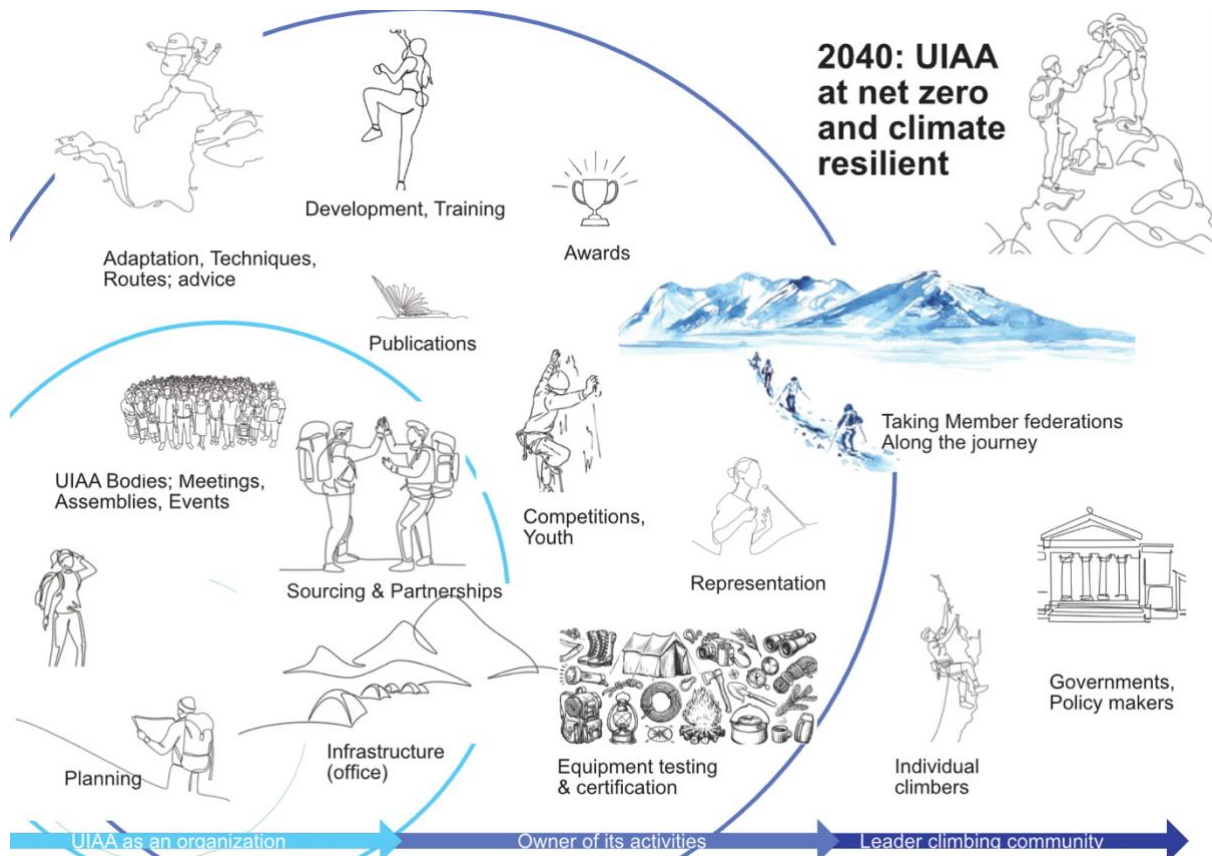 2040: UIAA
at net zero
and climate
resilient
Development, Training
Awards
Adaptation, Techniques,
Routes; advice
Publications
UIAA Bodies; Meetings,
Assemblies, Events
Taking Member federations
Along the journey
Competitions,
Youth
Sourcing & Partnerships
Representation
Governments,
Policy makers
Planning
Infrastructure
(office)
Equipment testing
& certification
Individual
climbers
UIAA as an organization
Owner of its activities
Leader climbing community